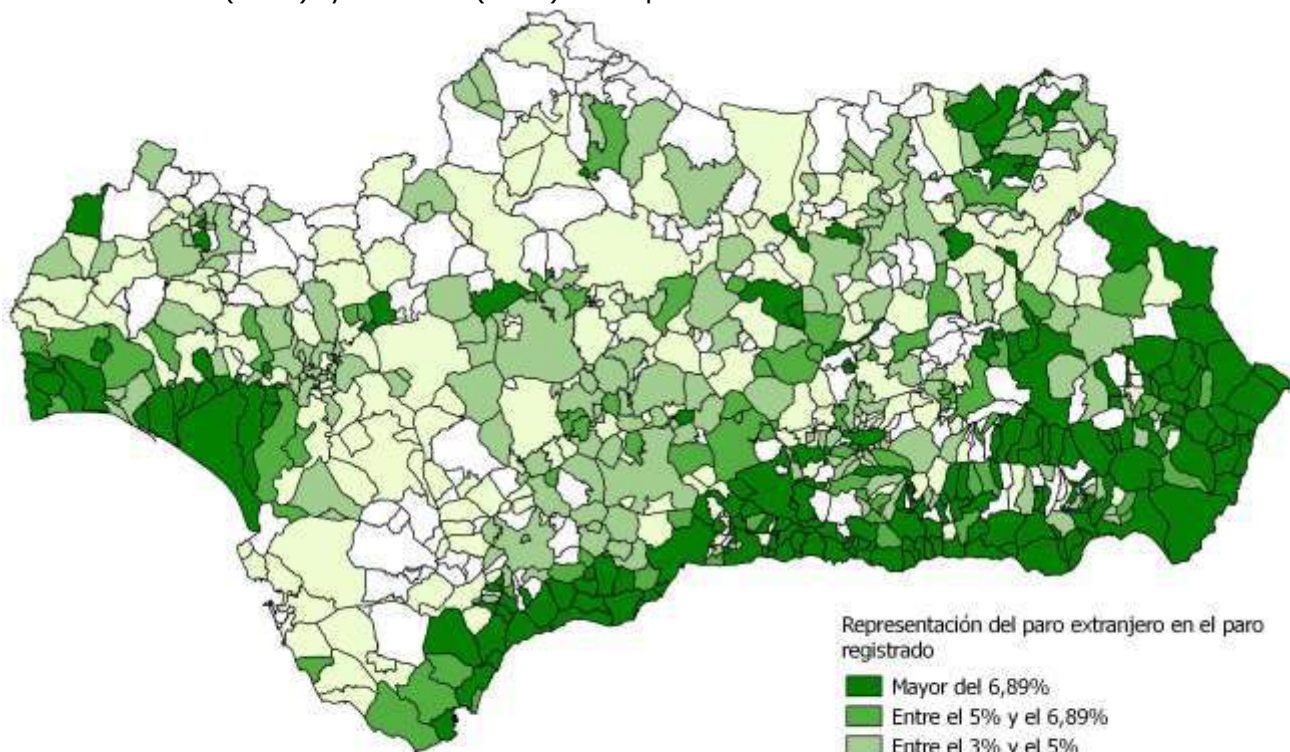 Representación del paro extranjero en el paro
registrado
Mayor del 6,89%
Entre el 5% y el 6,89%
Entre el 3% y el 5%